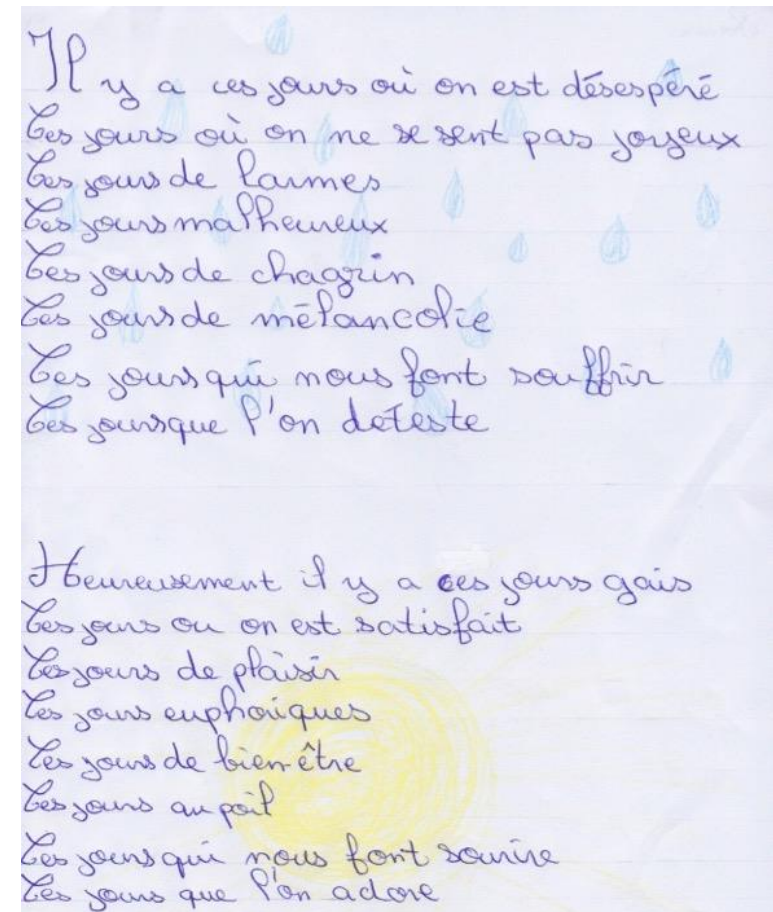 Il y a ces jours où on est désespéré
Ces jours où on ne se sent pas joyeux
Ces jours de larmes
Ces jours malheureux
Ces jours de chagrin
Ces jours de mélancolie
Ces jours qui nous font souffrir
Ces jours que l'on déteste
Heureusement il y a ces jours gais
Ces jours ou on est satisfait
Ces jours de plaisir
Ces jours euphoriques
Ces jours de bien-être
Ces jours au poil
Ces jours qui nous font sourire
Ces jours que l'on adore